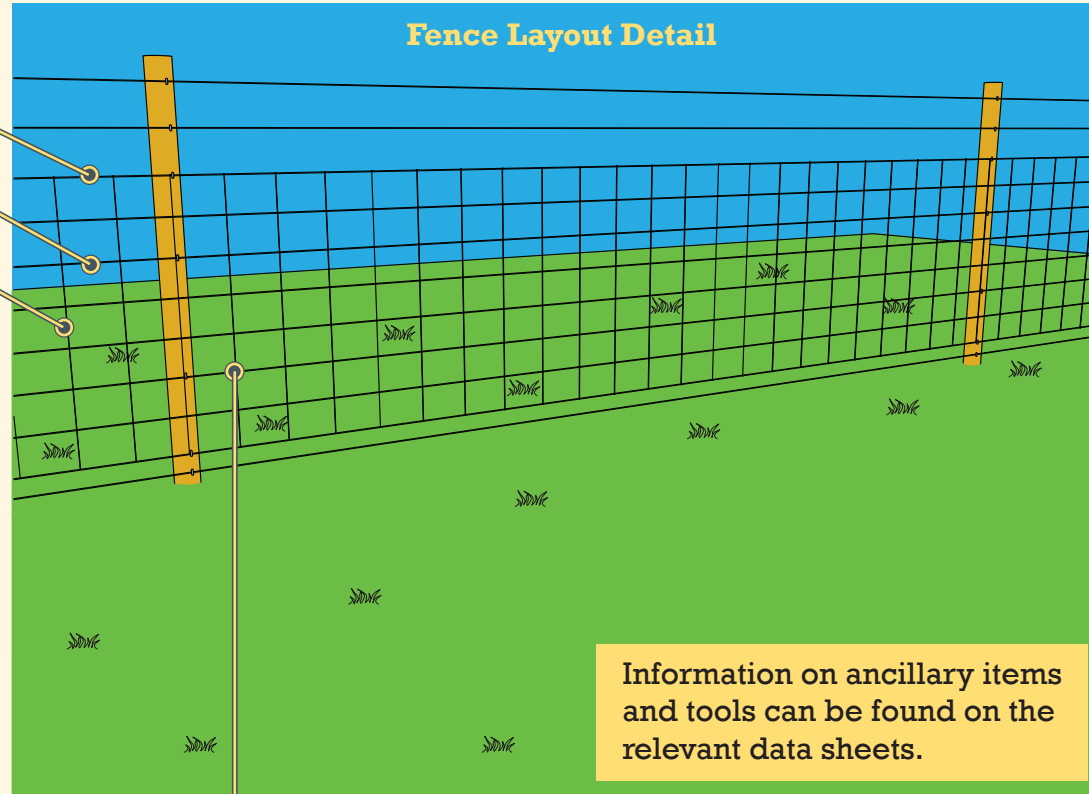 Fence Layout Detail
Information on ancillary items
and tools can be found on the
relevant data sheets.